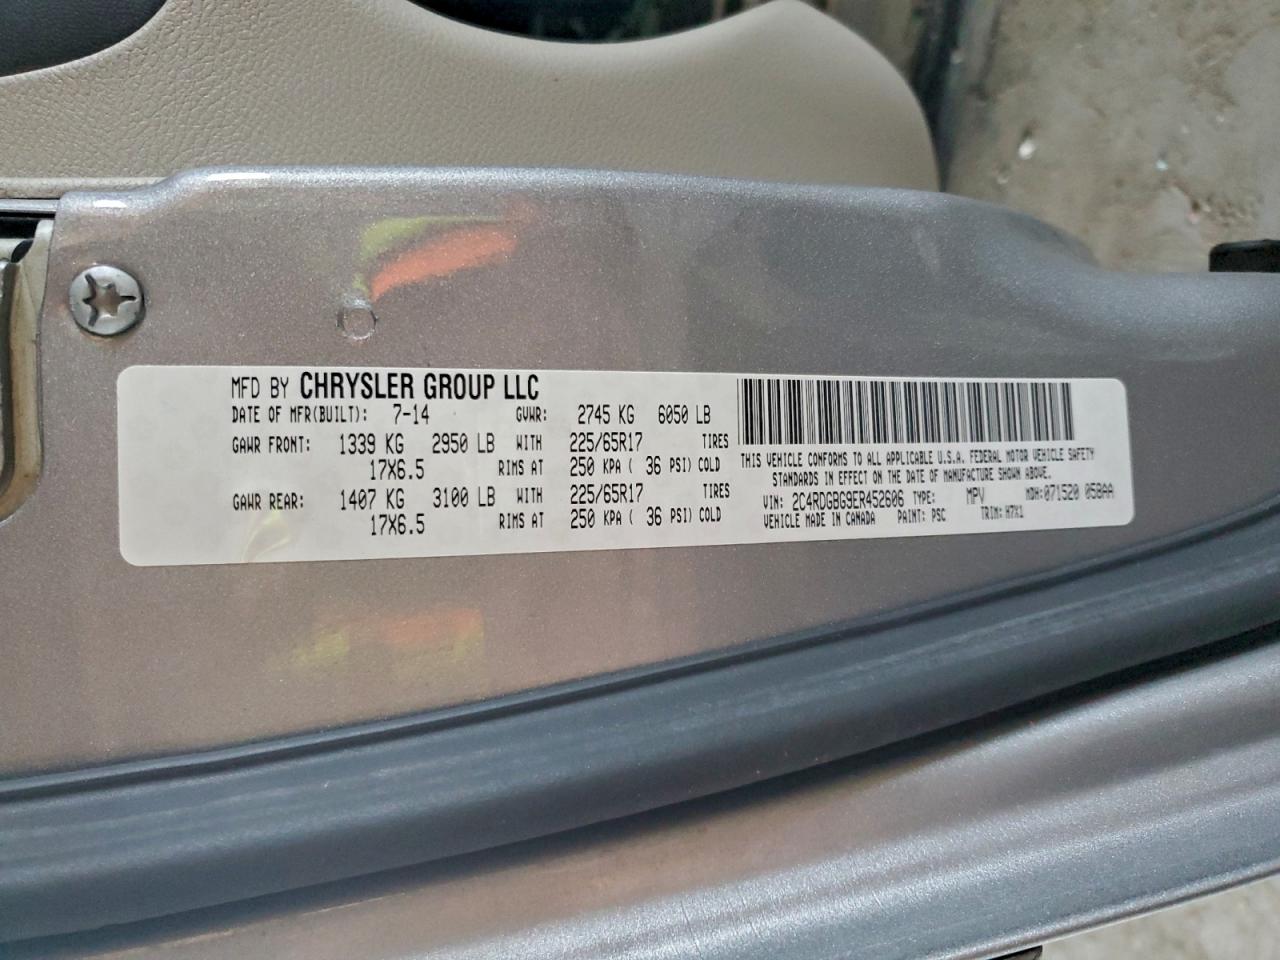 MFD BY CHRYSLER GROUP LLC
DATE OF MFR(BUILT): 7-14 GVWR: 2745 KG 6050 LB
GAWR FRONT: 1339 KG 2950 LB WITH 225/65R17 TIRES
17X6.5 RIMS AT 250 KPA ( 36 PSI) COLD
GAWR REAR: 1407 KG 3100 LB WITH 225/65R17 TIRES
17X6.5 RIMS AT 250 KPA ( 36 PSI) COLD
THIS VEHICLE CONFORMS TO ALL APPLICABLE U.S.A. FEDERAL MOTOR VEHICLE SAFETY
STANDARDS IN EFFECT ON THE DATE OF MANUFACTURE SHOWN ABOVE.
VIN: 2C4RDGBG9ER452606 TYPE: MPV MDH:071520 058AA
VEHICLE MADE IN CANADA PAINT: PSC TRIM: H7X1